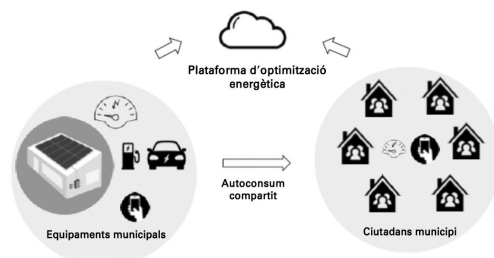 Plataforma d'optimització
energètica
Autoconsum
compartit
Equipaments municipals
Ciutadans municipi